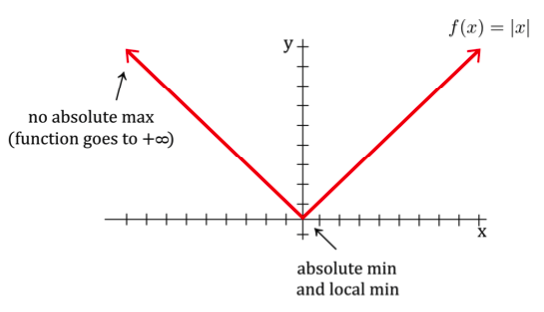 f(x) = |x|
y
no absolute max
(function goes to +∞)
x
absolute min
and local min